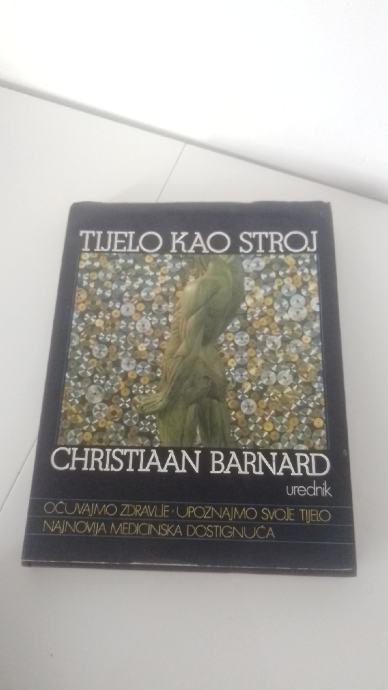 TIJELO KAO STROJ
CHRISTIAAN BARNARD
urednik
OČUVAJMO ZDRAVLJE · UPOZNAJMO SVOJE TIJELO
NAJNOVIJA MEDICINSKA DOSTIGNUĆA